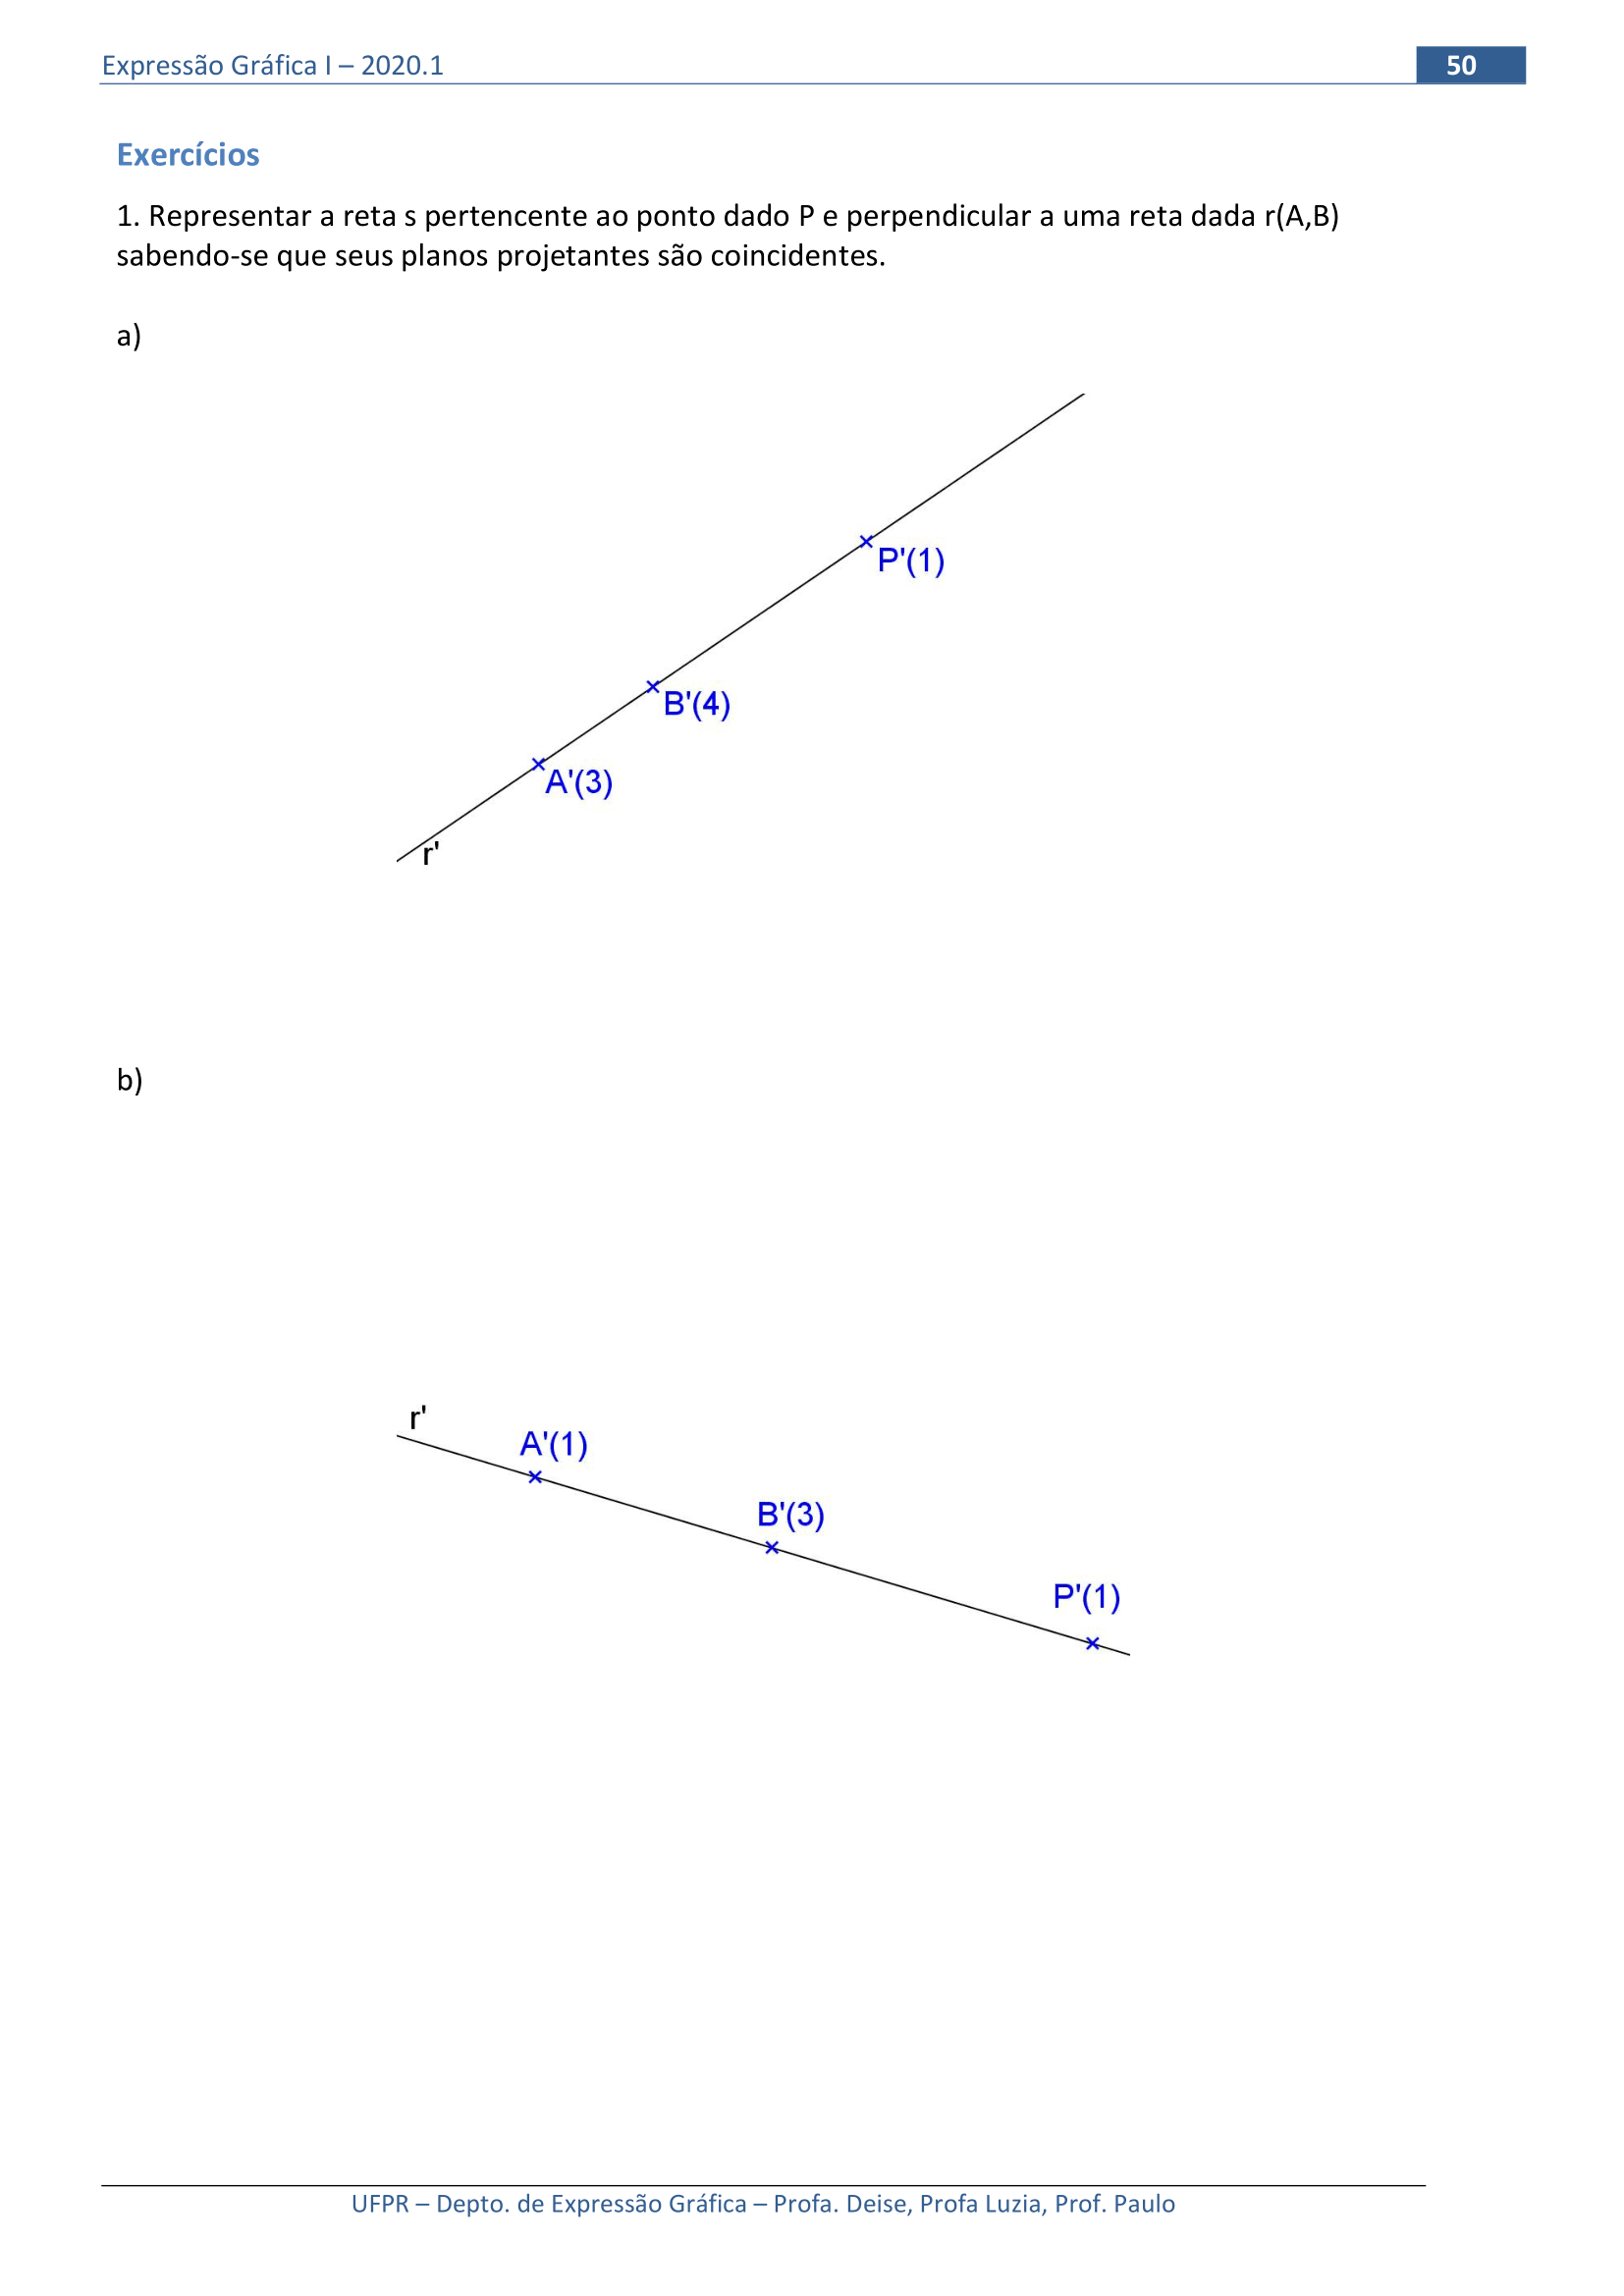 Expressão Gráfica I – 2020.1
50
Exercícios
1. Representar a reta s pertencente ao ponto dado P e perpendicular a uma reta dada r(A,B)
sabendo-se que seus planos projetantes são coincidentes.
a)
P'(1)
B'(4)
A'(3)
r'
b)
r'
A'(1)
B'(3)
P'(1)
UFPR – Depto. de Expressão Gráfica – Profa. Deise, Profa Luzia, Prof. Paulo